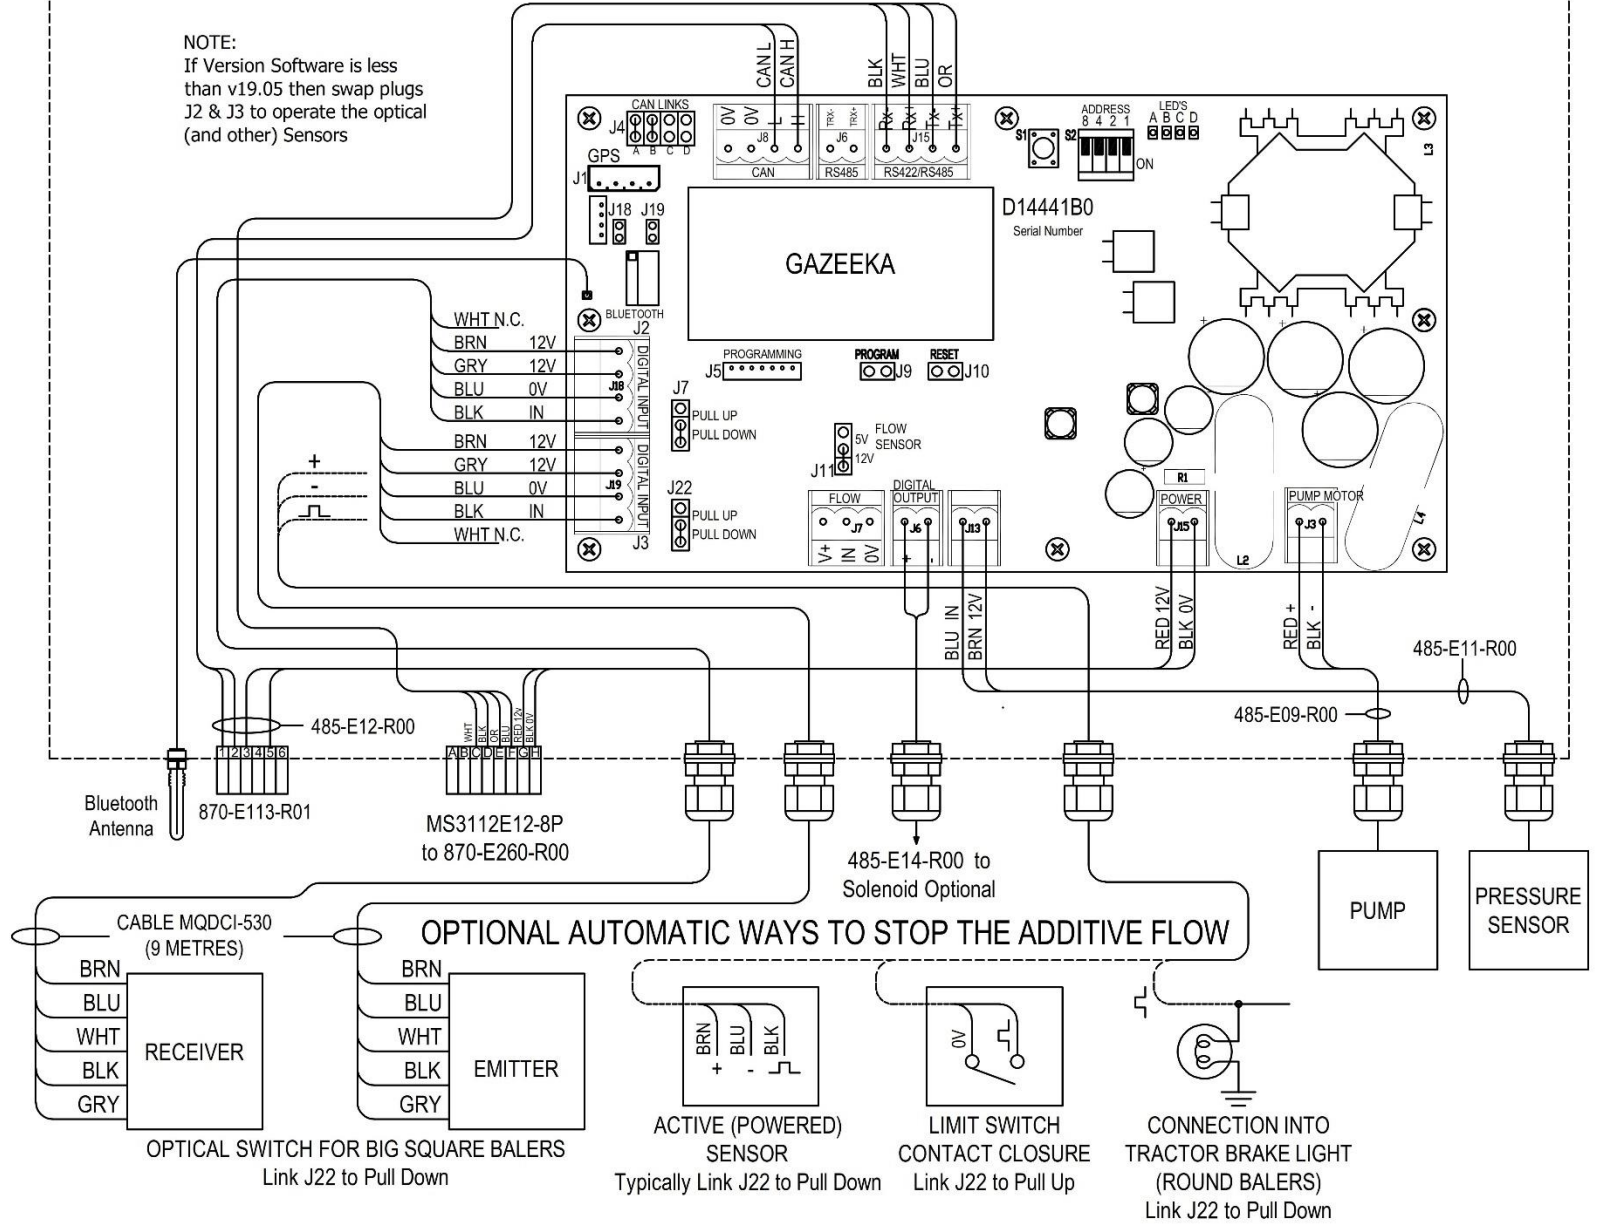 NOTE:
If Version Software is less
than v19.05 then swap plugs
J2 & J3 to operate the optical
(and other) Sensors
CAN L
CAN H
BLK
WHT
BLU
OR
CAN LINKS
J4
A B C D
GPS
J1
J18 J19
BLUETOOTH
0V 0V L H
J8
CAN
TRX- TRX+
J6
RS485
Rx- Rx+ Tx- Tx+
J15
RS422/RS485
S1
S2
ADDRESS
8 4 2 1
ON
LED'S
A B C D
L3
D14441B0
Serial Number
GAZEEKA
PROGRAMMING
J5
PROGRAM
J9
RESET
J10
WHT N.C.
BRN 12V
GRY 12V
BLU 0V
BLK IN
J2
DIGITAL INPUT
J18
BRN 12V
GRY 12V
BLU 0V
BLK IN
WHT N.C.
DIGITAL INPUT
J19
J3
+
-
J7
PULL UP
PULL DOWN
J22
PULL UP
PULL DOWN
FLOW
SENSOR
5V
12V
J11
FLOW
J7
V+ IN 0V
DIGITAL
OUTPUT
J6
+ -
J13
R1
POWER
J15
L2
PUMP MOTOR
J3
L4
BLU IN
BRN 12V
RED 12V
BLK 0V
RED +
BLK -
485-E11-R00
485-E09-R00
485-E12-R00
1 2 3 4 5 6
870-E113-R01
Bluetooth
Antenna
WHT
BLK
OR
BLU
RED 12v
BLK 0V
A B C D E F G H
MS3112E12-8P
to 870-E260-R00
485-E14-R00 to
Solenoid Optional
PUMP
PRESSURE
SENSOR
CABLE MQDCI-530
(9 METRES)
OPTIONAL AUTOMATIC WAYS TO STOP THE ADDITIVE FLOW
BRN
BLU
WHT
BLK
GRY
RECEIVER
BRN
BLU
WHT
BLK
GRY
EMITTER
OPTICAL SWITCH FOR BIG SQUARE BALERS
Link J22 to Pull Down
BRN BLU BLK
+ -
ACTIVE (POWERED)
SENSOR
Typically Link J22 to Pull Down
0V
LIMIT SWITCH
CONTACT CLOSURE
Link J22 to Pull Up
CONNECTION INTO
TRACTOR BRAKE LIGHT
(ROUND BALERS)
Link J22 to Pull Down